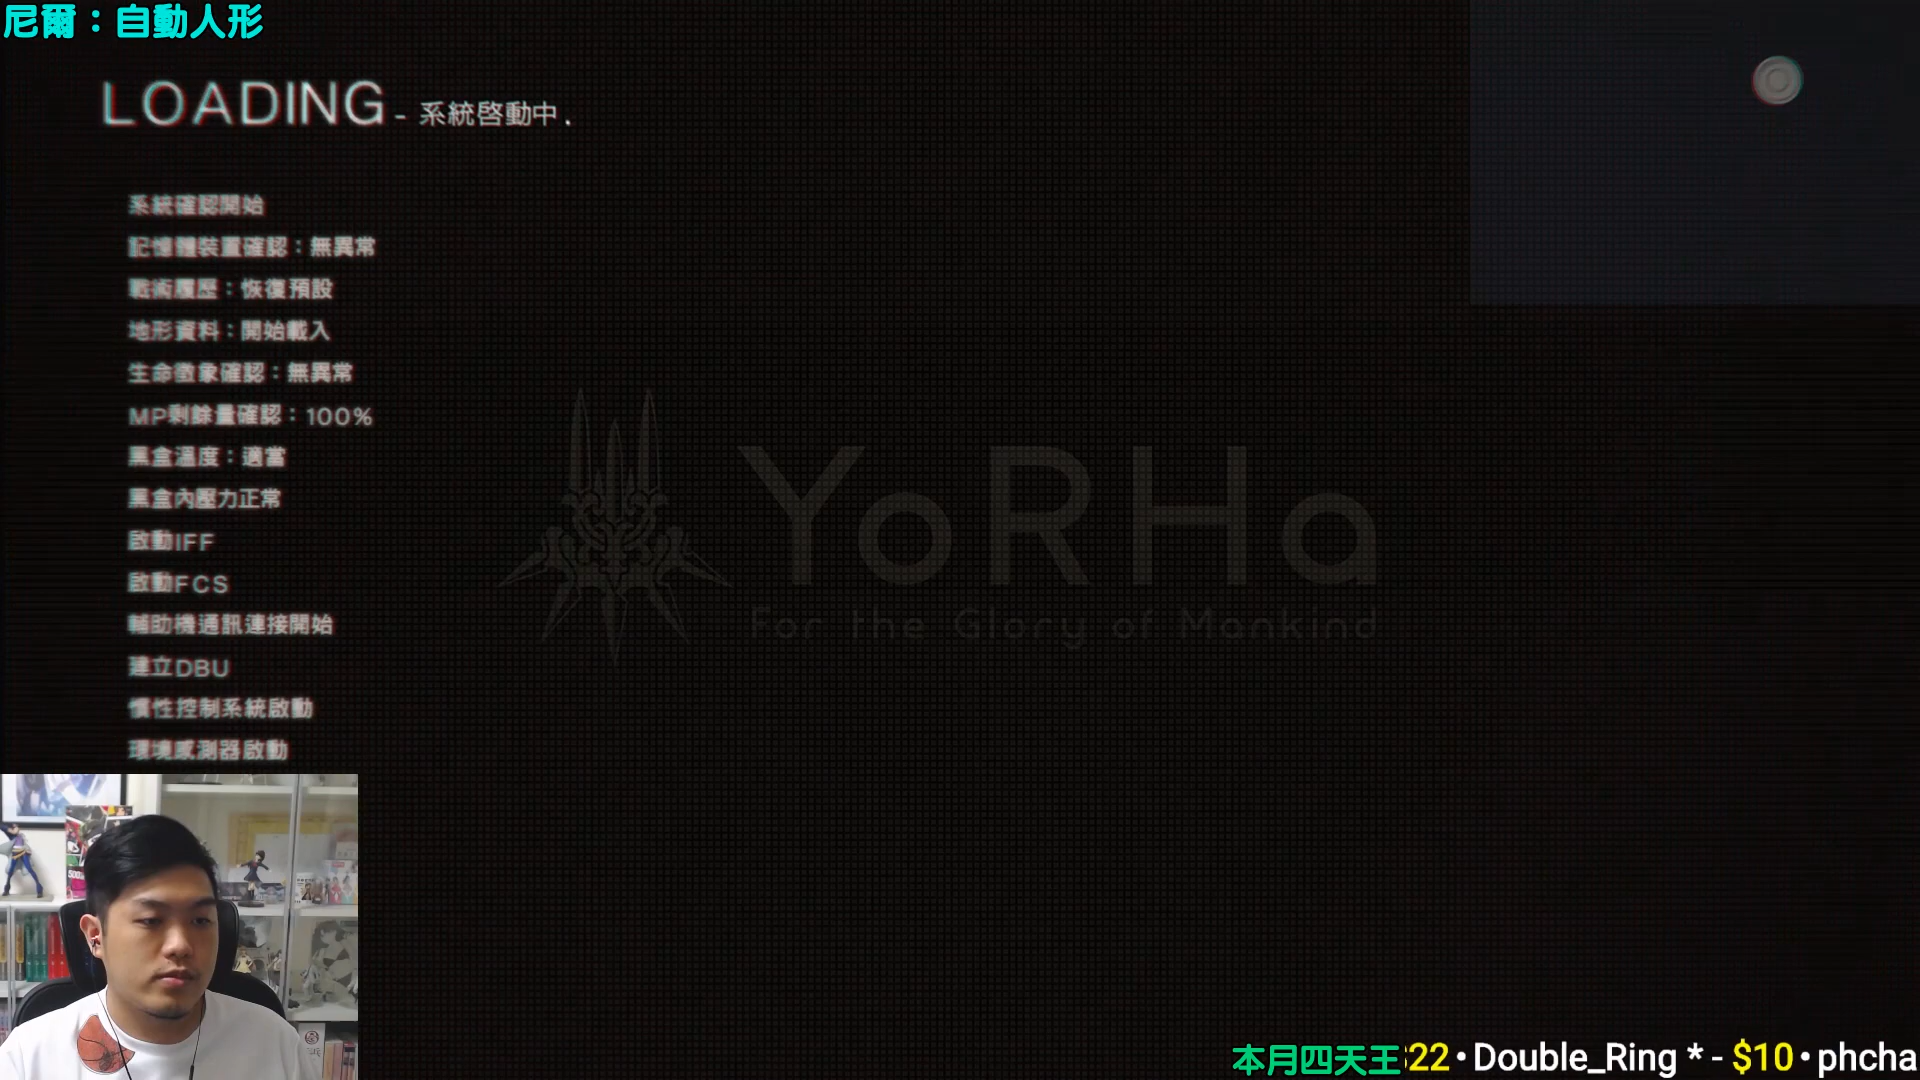 尼爾：自動人形
LOADING - 系統啓動中 .
系統確認開始
記憶體裝置確認：無異常
戰術履歷：恢復預設
地形資料：開始載入
生命徵象確認：無異常
MP剩餘量確認：100%
黑盒溫度：適當
黑盒內壓力正常
啟動IFF
啟動FCS
輔助機通訊連接開始
建立DBU
慣性控制系統啟動
環境感測器啟動
YoRHa
For the Glory of Mankind
本月四天王 22 • Double_Ring * - $10 • phcha